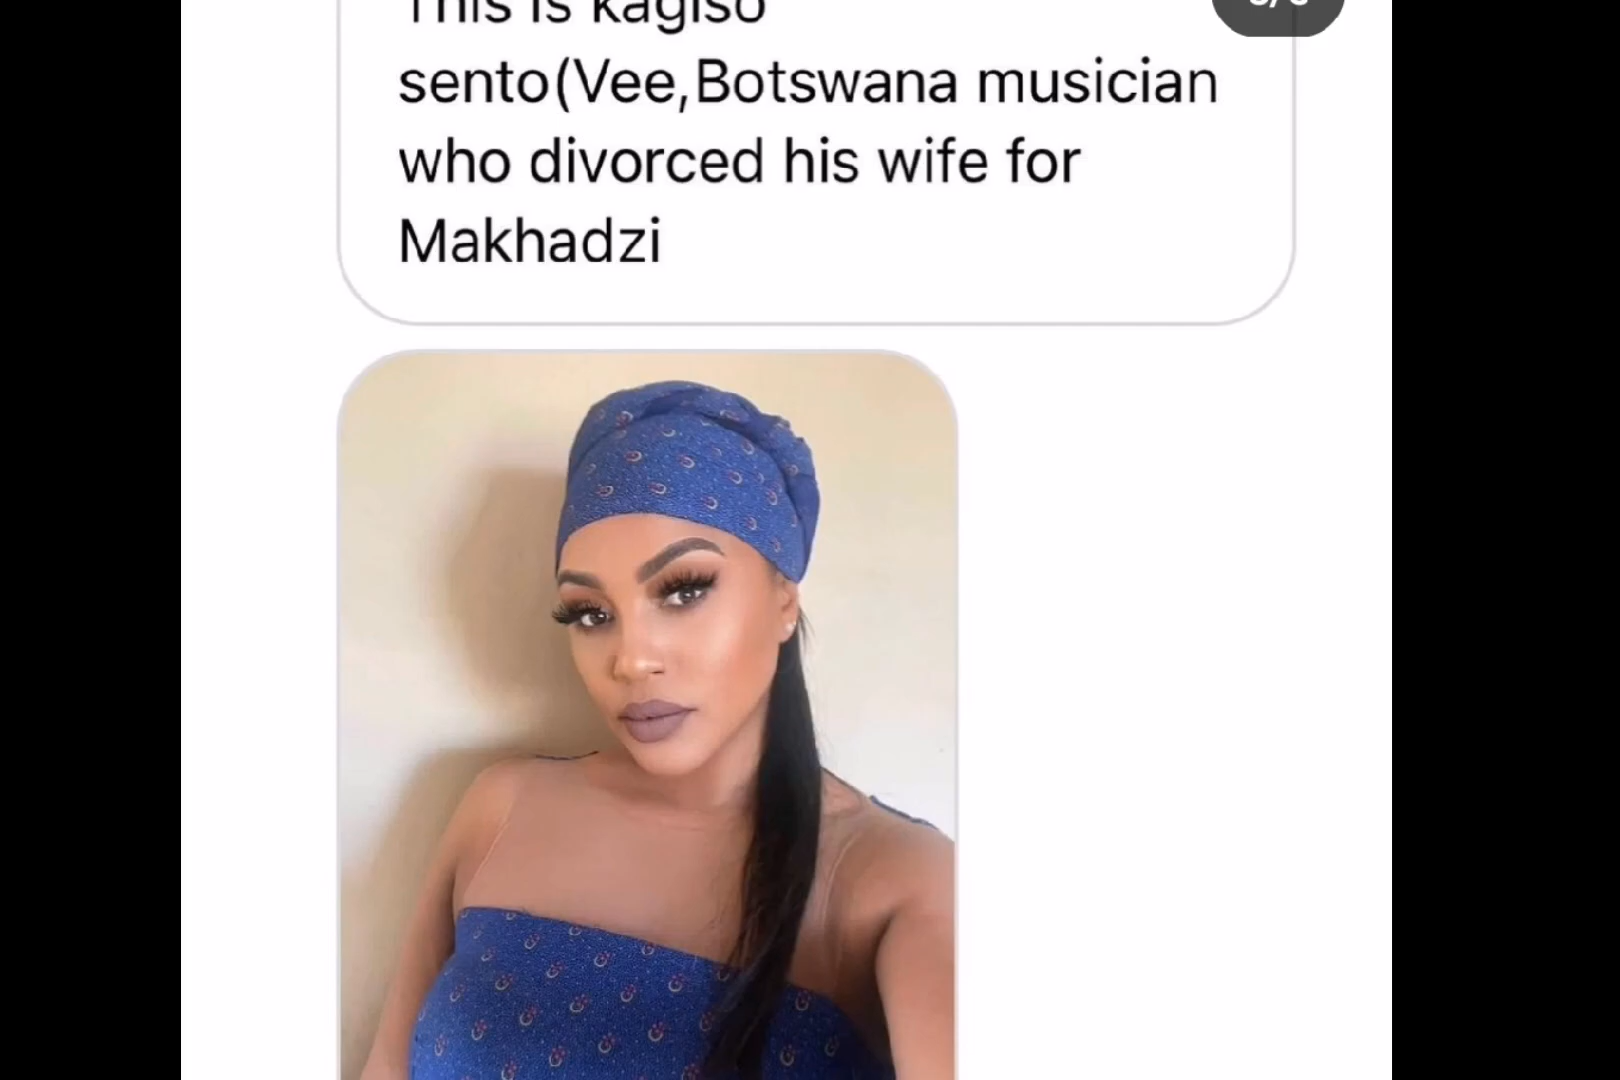 This is kagiso
sento(Vee,Botswana musician
who divorced his wife for
Makhadzi